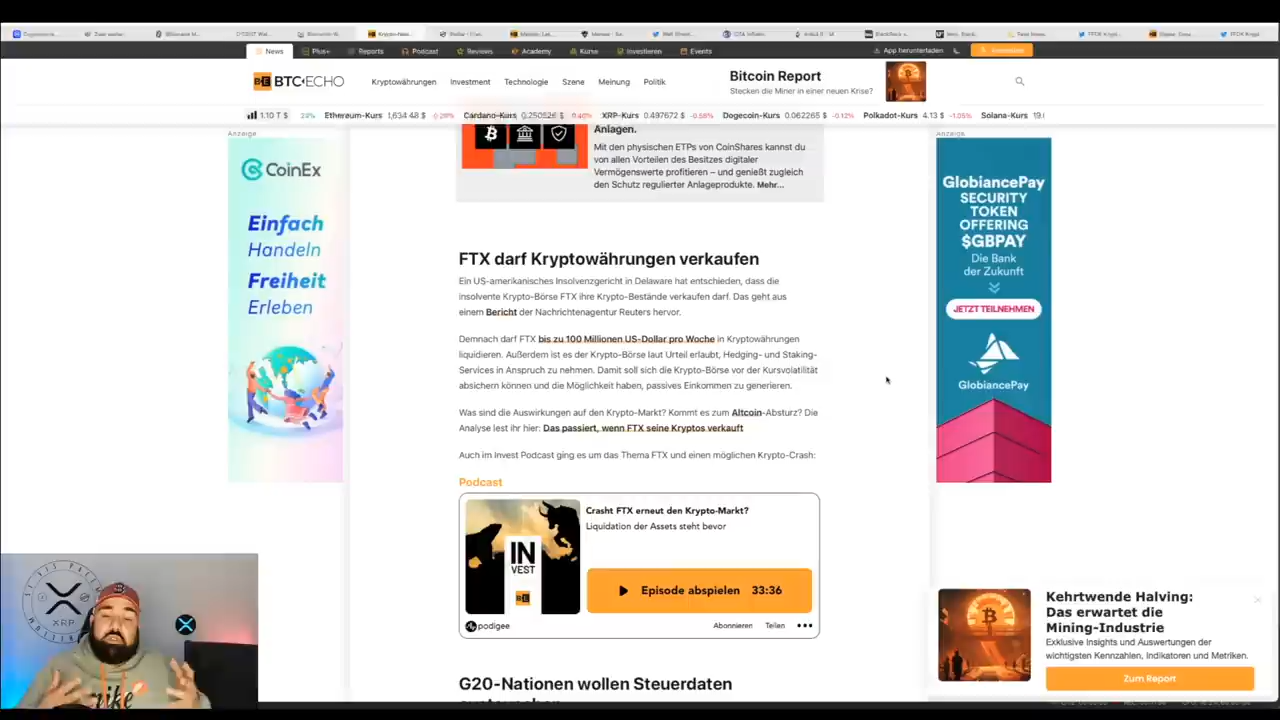 News
Plus+
Reports
Podcast
Reviews
Academy
Kurse
Investieren
Events
App herunterladen
BTC-ECHO
Kryptowährungen
Investment
Technologie
Szene
Meinung
Politik
Bitcoin Report
Stecken die Miner in einer neuen Krise?
1.10 T $
Ethereum-Kurs 1,634.48 $
Cardano-Kurs
XRP-Kurs 0.497672 $ -0.56%
Dogecoin-Kurs 0.062265 $ -0.12%
Polkadot-Kurs 4.13 $ -1.05%
Solana-Kurs
Anzeige
CoinEx
Einfach
Handeln
Freiheit
Erleben
Anlagen.
Mit den physischen ETPs von CoinShares kannst du
von allen Vorteilen des Besitzes digitaler
Vermögenswerte profitieren – und genießt zugleich
den Schutz regulierter Anlageprodukte. Mehr...
FTX darf Kryptowährungen verkaufen
Ein US-amerikanisches Insolvenzgericht in Delaware hat entschieden, dass die
insolvente Krypto-Börse FTX ihre Krypto-Bestände verkaufen darf. Das geht aus
einem Bericht der Nachrichtenagentur Reuters hervor.
Demnach darf FTX bis zu 100 Millionen US-Dollar pro Woche in Kryptowährungen
liquidieren. Außerdem ist es der Krypto-Börse laut Urteil erlaubt, Hedging- und Staking-
Services in Anspruch zu nehmen. Damit soll sich die Krypto-Börse vor der Kursvolatilität
absichern können und die Möglichkeit haben, passives Einkommen zu generieren.
Was sind die Auswirkungen auf den Krypto-Markt? Kommt es zum Altcoin-Absturz? Die
Analyse lest ihr hier: Das passiert, wenn FTX seine Kryptos verkauft
Auch im Invest Podcast ging es um das Thema FTX und einen möglichen Krypto-Crash:
Podcast
IN
VEST
Crasht FTX erneut den Krypto-Markt?
Liquidation der Assets steht bevor
Episode abspielen 33:36
podigee
Abonnieren
Teilen
G20-Nationen wollen Steuerdaten
Anzeige
GlobiancePay
SECURITY
TOKEN
OFFERING
$GBPAY
Die Bank
der Zukunft
JETZT TEILNEHMEN
GlobiancePay
Kehrtwende Halving:
Das erwartet die
Mining-Industrie
Exklusive Insights und Auswertungen der
wichtigsten Kennzahlen, Indikatoren und Metriken.
Zum Report
XRP